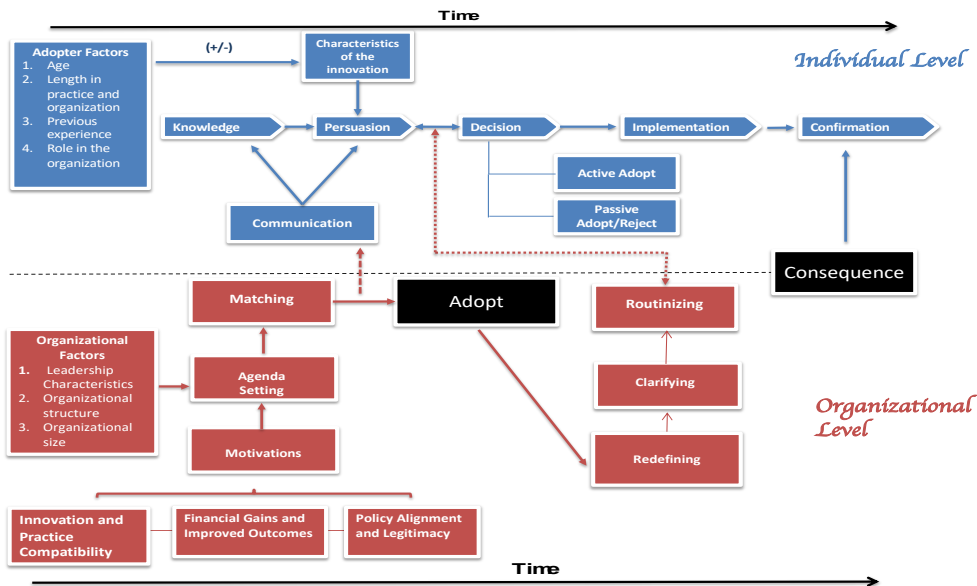 Time
Adopter Factors
1. Age
2. Length in
practice and
organization
3. Previous
experience
4. Role in the
organization
(+/-)
Characteristics
of the
innovation
Individual Level
Knowledge
Persuasion
Decision
Implementation
Confirmation
Active Adopt
Passive
Adopt/Reject
Communication
Consequence
Matching
Adopt
Routinizing
Organizational
Factors
1. Leadership
Characteristics
2. Organizational
structure
3. Organizational
size
Agenda
Setting
Clarifying
Organizational
Level
Motivations
Redefining
Innovation and
Practice
Compatibility
Financial Gains and
Improved Outcomes
Policy Alignment
and Legitimacy
Time